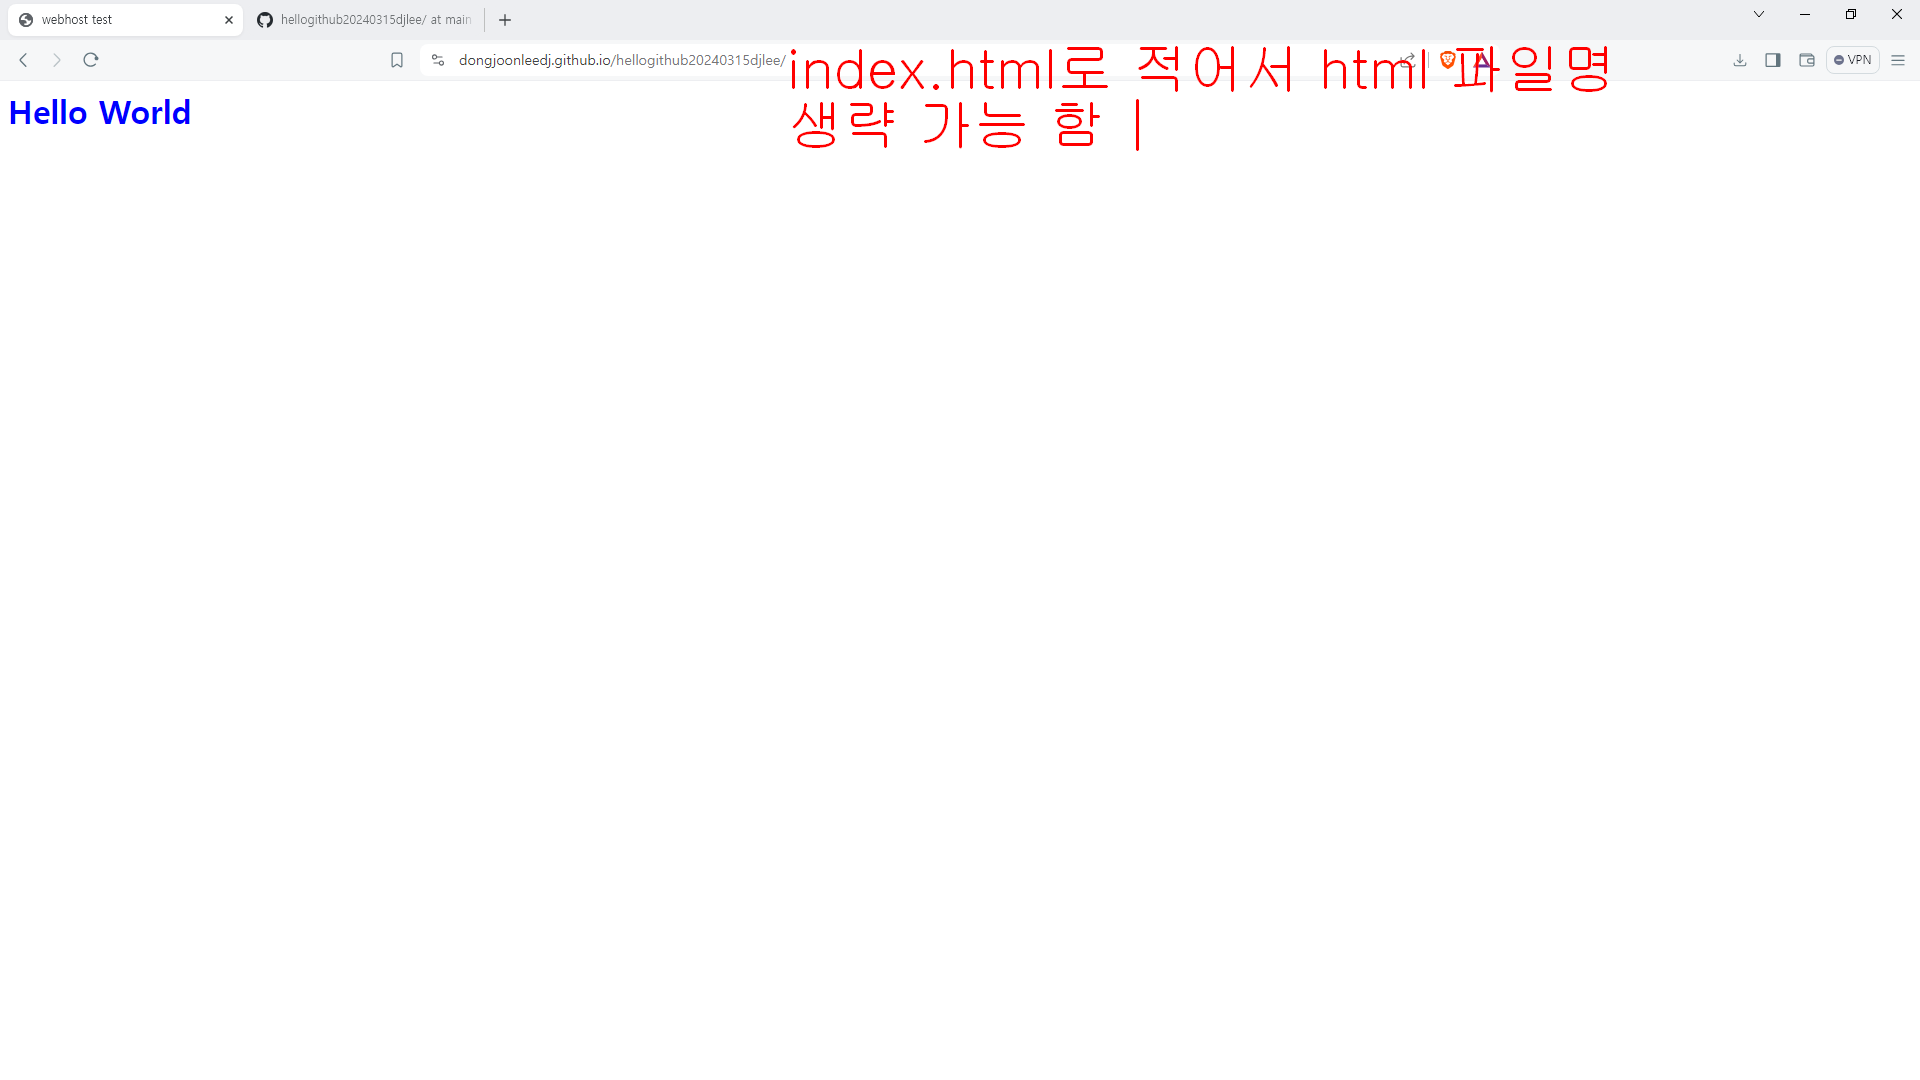 webhost test
hellogithub20240315djlee/ at main
dongjoonleedj.github.io/hellogithub20240315djlee/
VPN
index.html로 적어서 html 파일명
생략 가능 함
Hello World